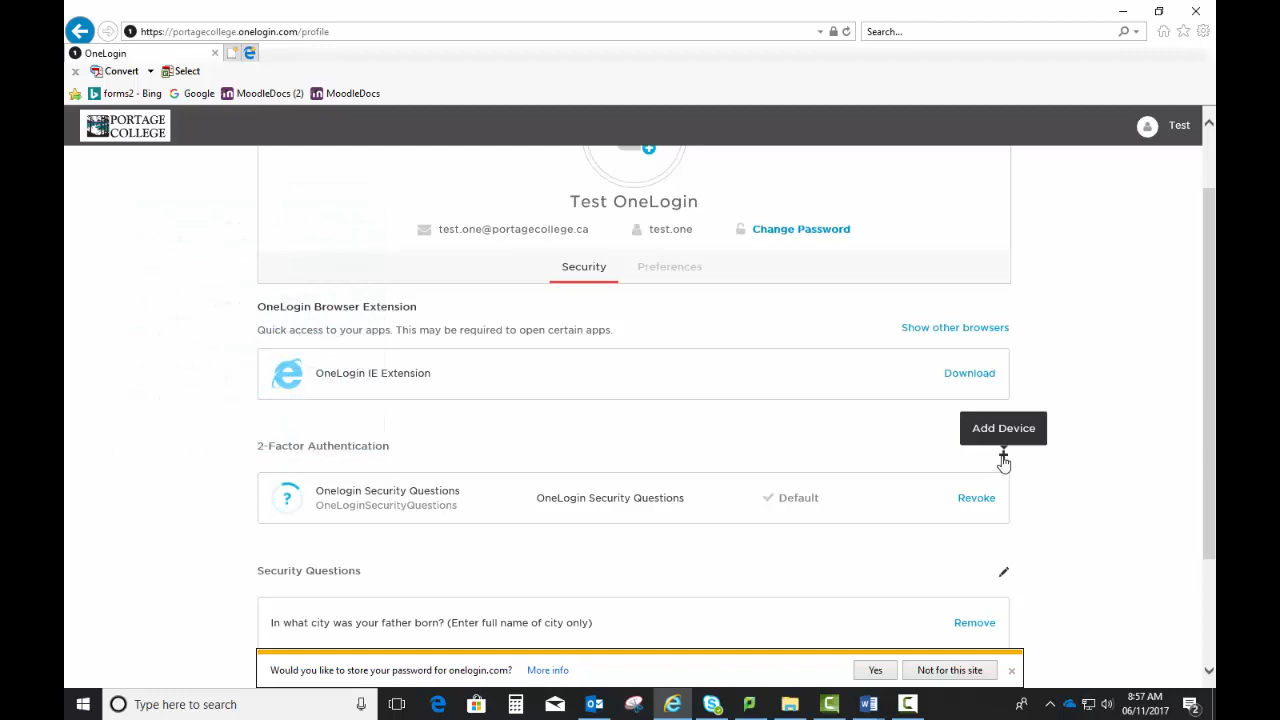 https://portagecollege.onelogin.com/profile
Search...
OneLogin
Convert
Select
forms2 - Bing
Google
MoodleDocs (2)
MoodleDocs
PORTAGE
COLLEGE
Test
Test OneLogin
test.one@portagecollege.ca
test.one
Change Password
Security
Preferences
OneLogin Browser Extension
Quick access to your apps. This may be required to open certain apps.
Show other browsers
OneLogin IE Extension
Download
Add Device
2-Factor Authentication
Onelogin Security Questions
OneLoginSecurityQuestions
OneLogin Security Questions
Default
Revoke
Security Questions
In what city was your father born? (Enter full name of city only)
Remove
Would you like to store your password for onelogin.com?
More info
Yes
Not for this site
Type here to search
8:57 AM
06/11/2017
2